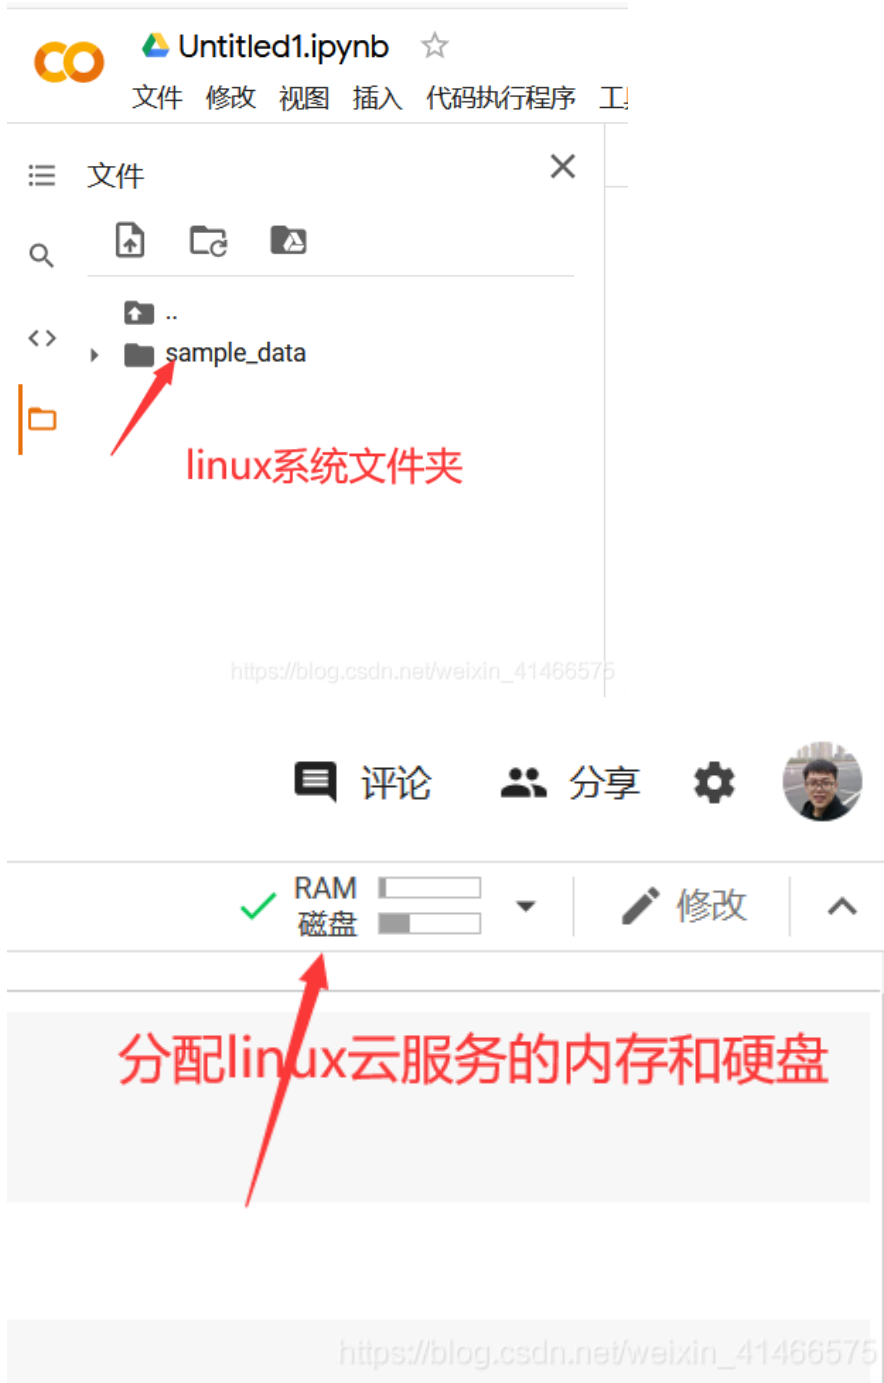 Untitled1.ipynb
文件 修改 视图 插入 代码执行程序
文件
..
sample_data
linux系统文件夹
https://blog.csdn.net/weixin_41466575
评论 分享
RAM
磁盘
修改
分配linux云服务的内存和硬盘
https://blog.csdn.net/weixin_41466575